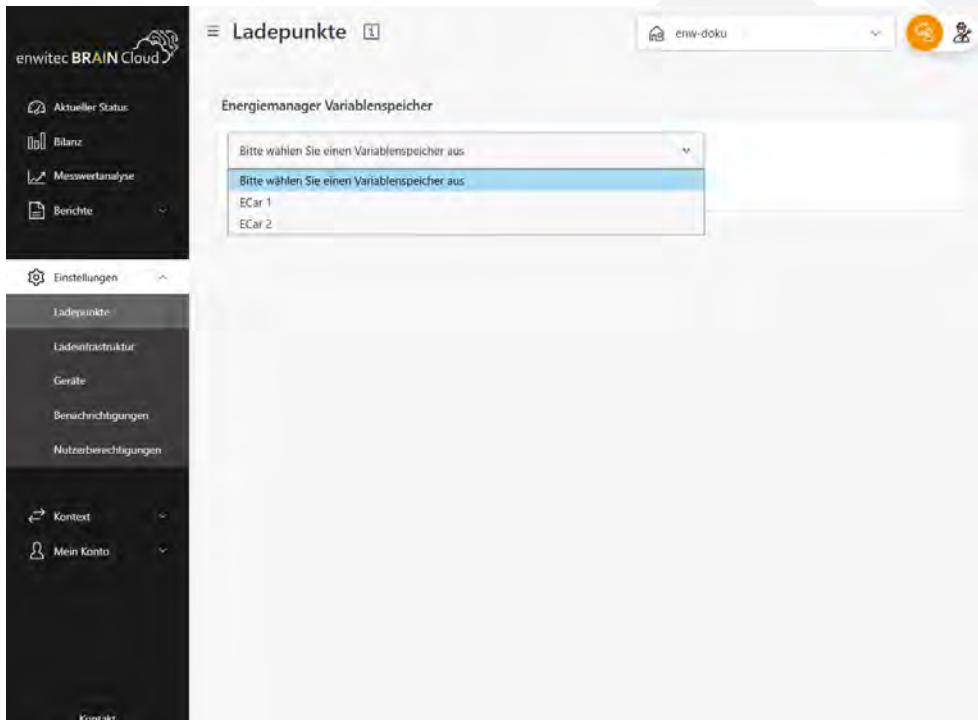 enwitec BRAIN Cloud
Aktueller Status
Bilanz
Messwertanalyse
Berichte
Einstellungen
Ladepunkte
Ladeinfrastruktur
Geräte
Benachrichtigungen
Nutzerberechtigungen
Kontext
Mein Konto
Kontakt
Ladepunkte
enw-doku
Energiemanager Variablenspeicher
Bitte wählen Sie einen Variablenspeicher aus
Bitte wählen Sie einen Variablenspeicher aus
ECar 1
ECar 2